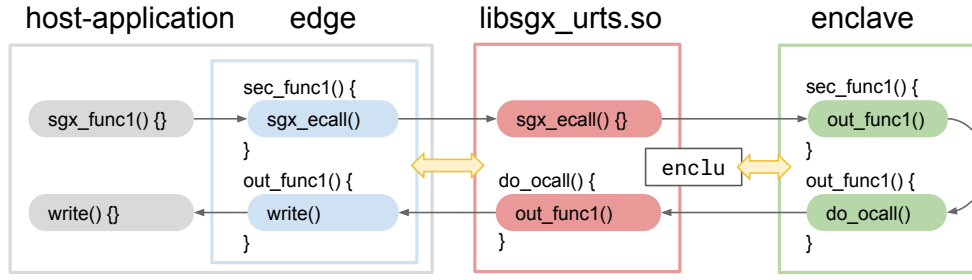 host-application
edge
libsgx_urts.so
enclave
sec_func1() {
sec_func1() {
sgx_func1() {}
sgx_ecall()
sgx_ecall() {}
out_func1()
}
}
enclu
out_func1() {
do_ocall() {
out_func1() {
write() {}
write()
out_func1()
do_ocall()
}
}
}